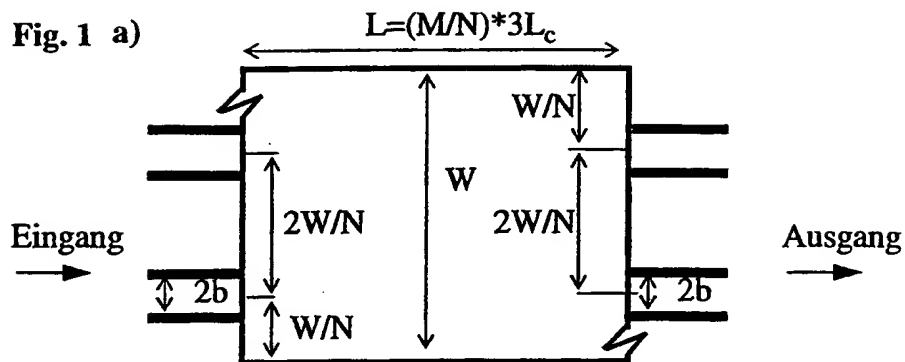 Fig. 1 a)
L=(M/N)*3Lc
W/N
W
2W/N
2W/N
Eingang
Ausgang
2b
2b
W/N